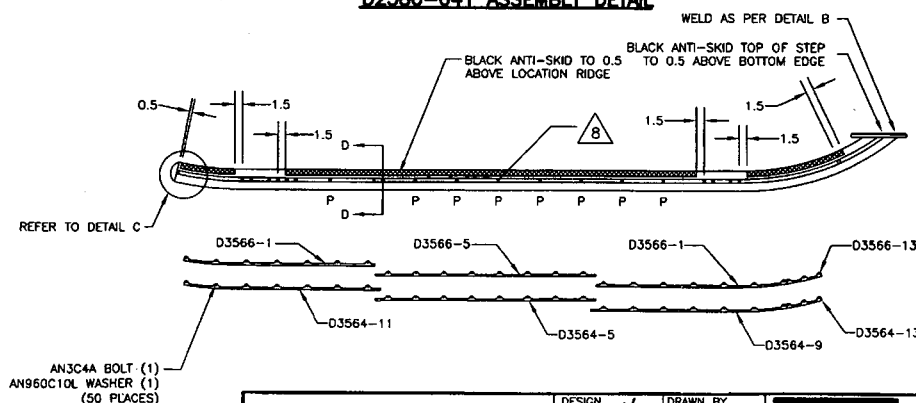 D2580-041 ASSEMBLY DETAIL
WELD AS PER DETAIL B
BLACK ANTI-SKID TO 0.5
ABOVE LOCATION RIDGE
BLACK ANTI-SKID TOP OF STEP
TO 0.5 ABOVE BOTTOM EDGE
0.5
1.5
1.5
1.5
1.5
1.5
8
D
D
P P P P P P P P
REFER TO DETAIL C
D3566-1
D3566-5
D3566-1
D3566-13
D3564-11
D3564-5
D3564-9
D3564-13
AN3C4A BOLT (1)
AN960C10L WASHER (1)
(50 PLACES)
DESIGN
DRAWN BY